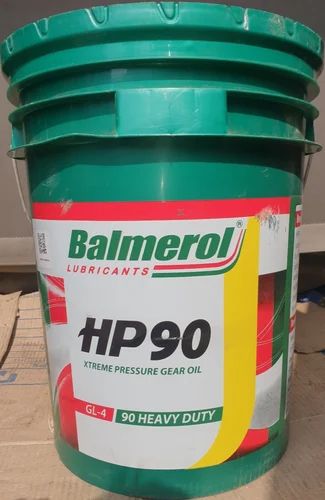 Balmerol®
LUBRICANTS
HP90
XTREME PRESSURE GEAR OIL
GL-4 90 HEAVY DUTY